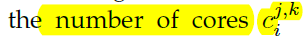 the number of cores $c_i^{j,k}$